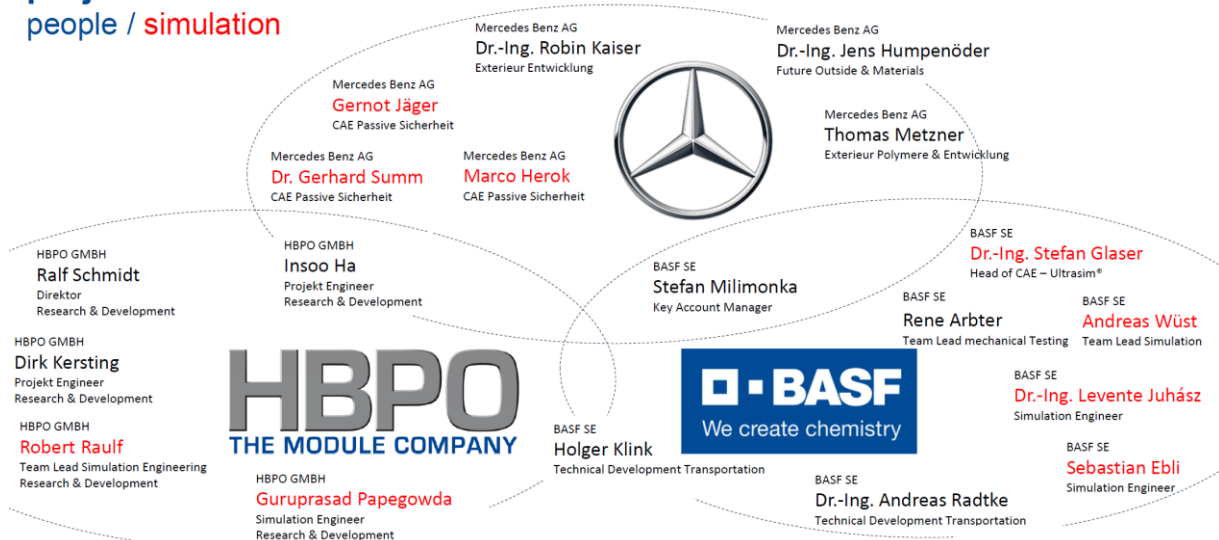 people / simulation
Mercedes Benz AG
Dr.-Ing. Robin Kaiser
Exterieur Entwicklung
Mercedes Benz AG
Dr.-Ing. Jens Humpenöder
Future Outside & Materials
Mercedes Benz AG
Gernot Jäger
CAE Passive Sicherheit
Mercedes Benz AG
Thomas Metzner
Exterieur Polymere & Entwicklung
Mercedes Benz AG
Dr. Gerhard Summ
CAE Passive Sicherheit
Mercedes Benz AG
Marco Herok
CAE Passive Sicherheit
HBPO GMBH
Ralf Schmidt
Direktor
Research & Development
HBPO GMBH
Insoo Ha
Projekt Engineer
Research & Development
BASF SE
Stefan Milimonka
Key Account Manager
BASF SE
Dr.-Ing. Stefan Glaser
Head of CAE – Ultrasim®
BASF SE
Rene Arbter
Team Lead mechanical Testing
BASF SE
Andreas Wüst
Team Lead Simulation
HBPO GMBH
Dirk Kersting
Projekt Engineer
Research & Development
HBPO
THE MODULE COMPANY
BASF
We create chemistry
BASF SE
Dr.-Ing. Levente Juhász
Simulation Engineer
HBPO GMBH
Robert Raulf
Team Lead Simulation Engineering
Research & Development
BASF SE
Holger Klink
Technical Development Transportation
BASF SE
Sebastian Ebli
Simulation Engineer
HBPO GMBH
Guruprasad Papegowda
Simulation Engineer
Research & Development
BASF SE
Dr.-Ing. Andreas Radtke
Technical Development Transportation